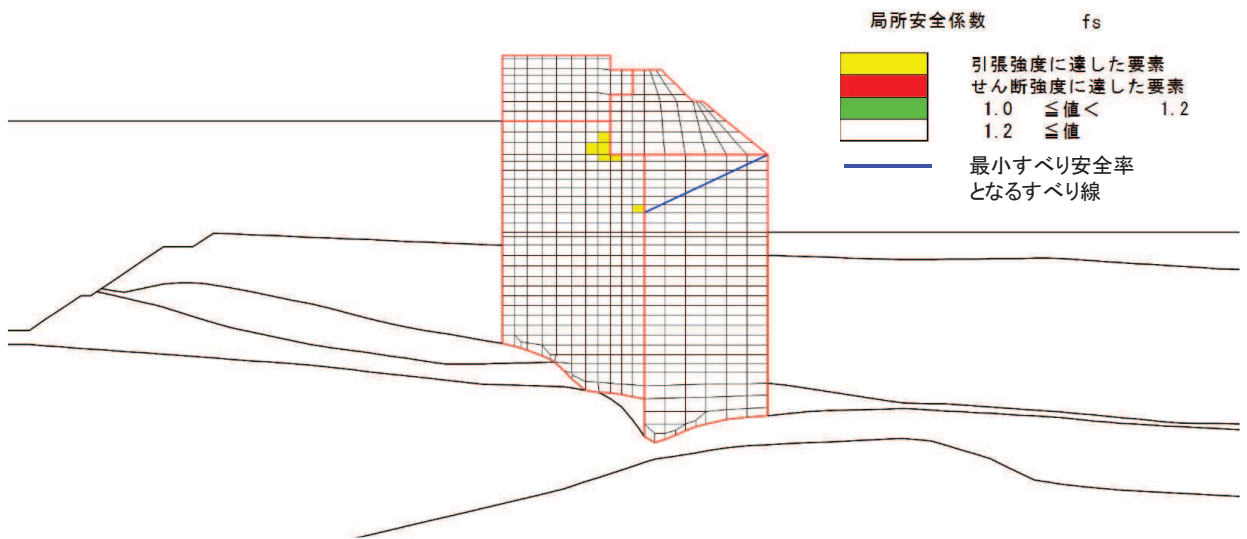 局所安全係数 fs
引張強度に達した要素
せん断強度に達した要素
1.0 ≦値< 1.2
1.2 ≦値
最小すべり安全率
となるすべり線